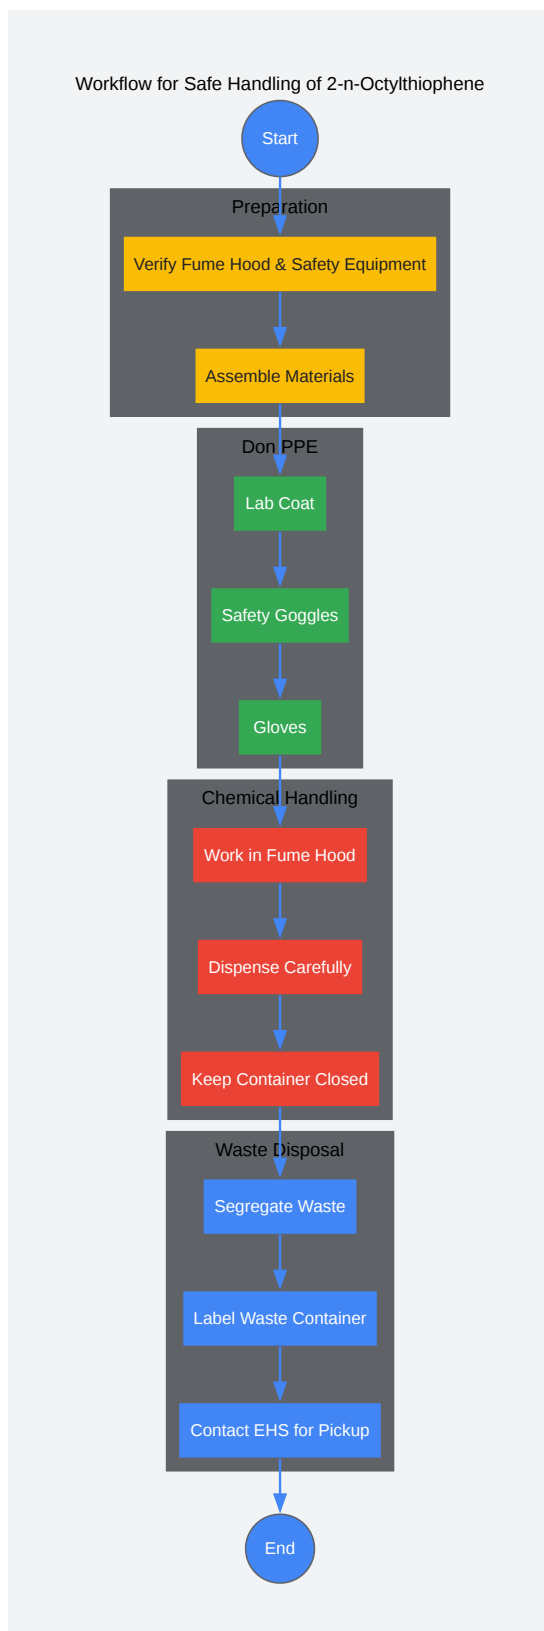 Workflow for Safe Handling of 2-n-Octylthiophene
Start
Preparation
Verify Fume Hood & Safety Equipment
Assemble Materials
Don PPE
Lab Coat
Safety Goggles
Gloves
Chemical Handling
Work in Fume Hood
Dispense Carefully
Keep Container Closed
Waste Disposal
Segregate Waste
Label Waste Container
Contact EHS for Pickup
End